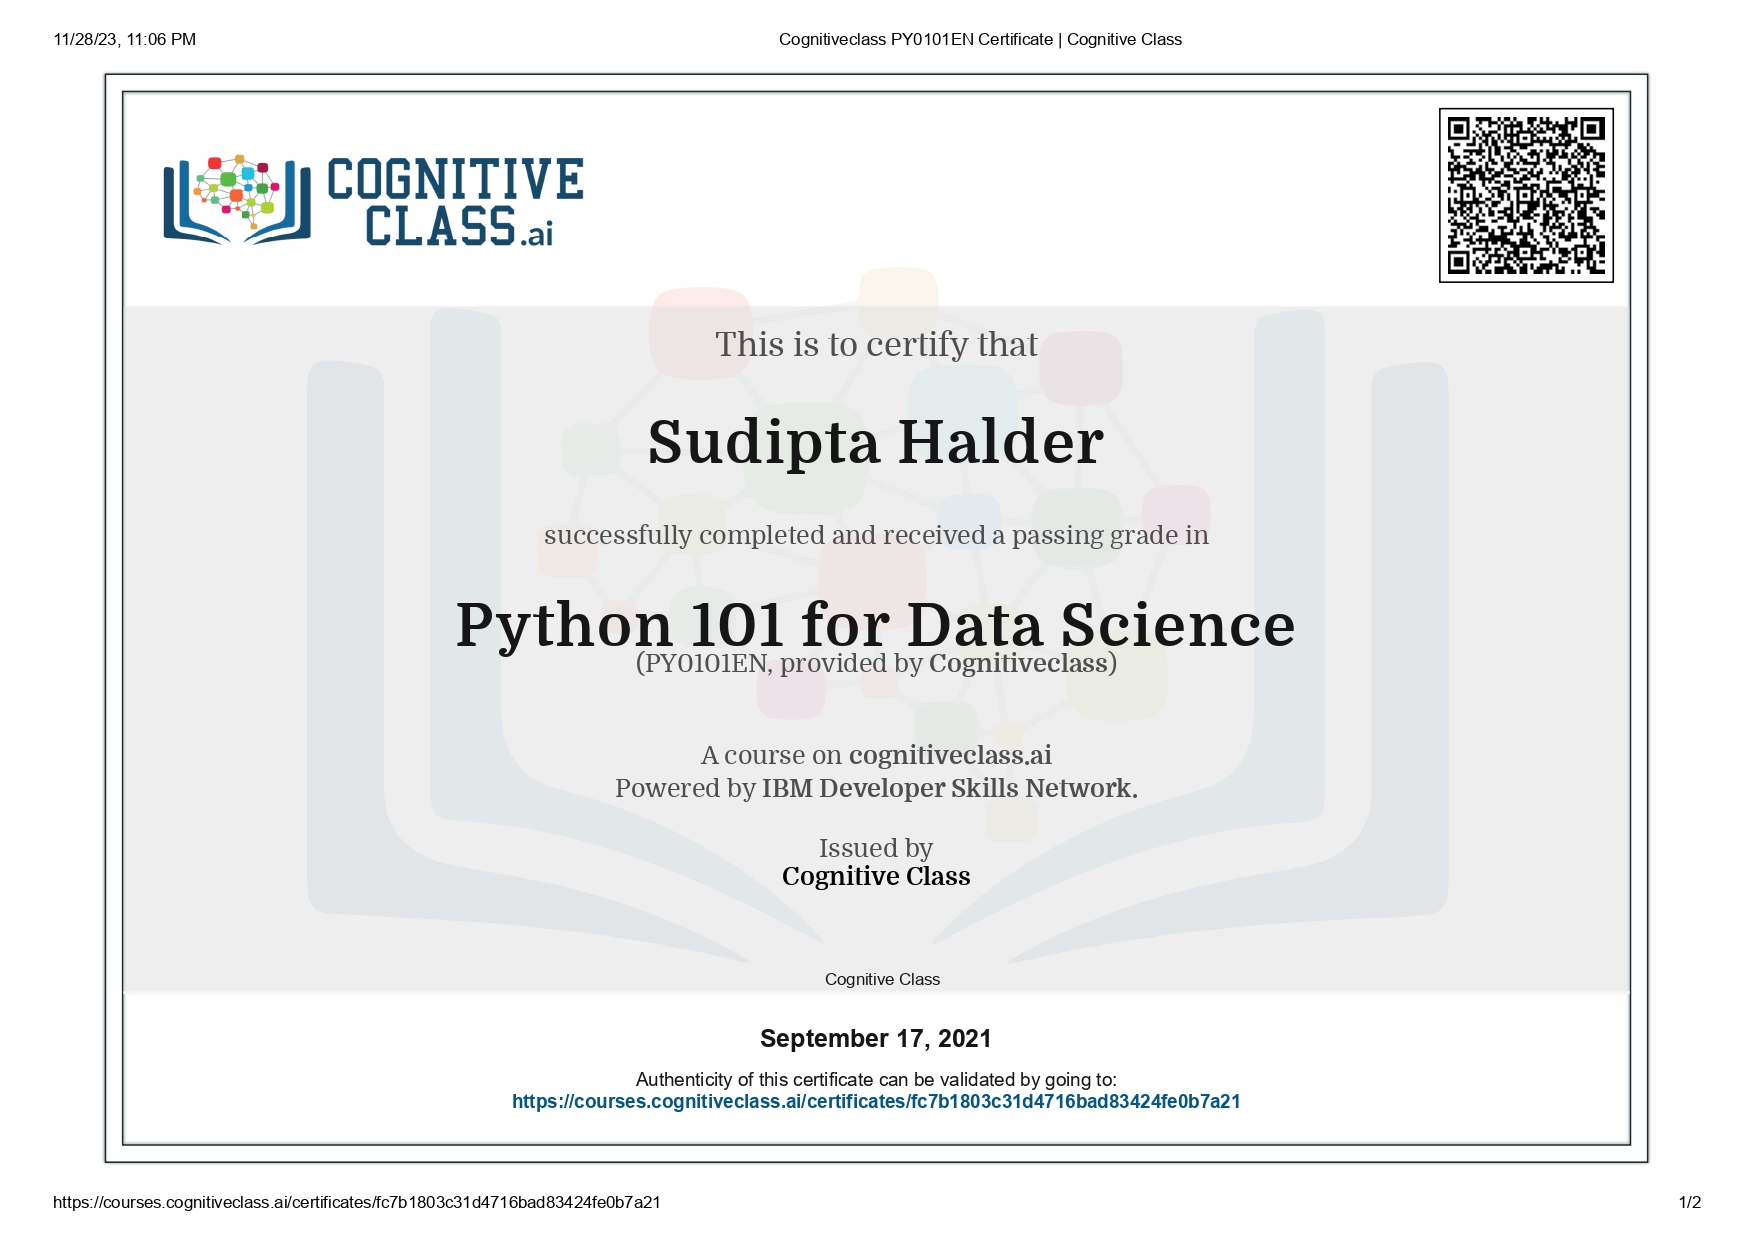 11/28/23, 11:06 PM
Cognitiveclass PY0101EN Certificate | Cognitive Class
COGNITIVE
CLASS.ai
This is to certify that
Sudipta Halder
successfully completed and received a passing grade in
Python 101 for Data Science
(PY0101EN, provided by Cognitiveclass)
A course on cognitiveclass.ai
Powered by IBM Developer Skills Network.
Issued by
Cognitive Class
Cognitive Class
September 17, 2021
Authenticity of this certificate can be validated by going to:
https://courses.cognitiveclass.ai/certificates/fc7b1803c31d4716bad83424fe0b7a21
https://courses.cognitiveclass.ai/certificates/fc7b1803c31d4716bad83424fe0b7a21
1/2